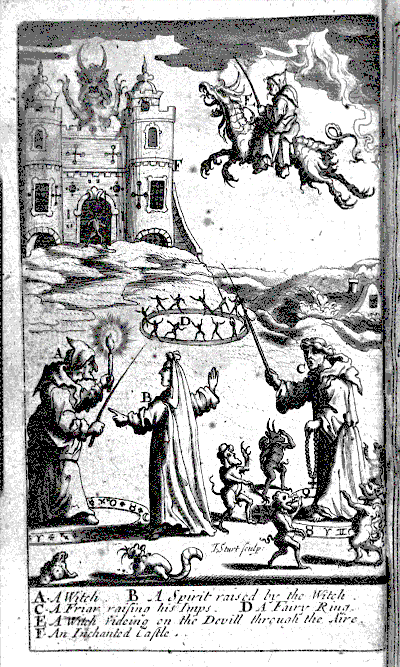 E
F
D
A
B
C
I Sturt sculp:
A. A Witch. B A Spirit raised by the Witch.
C A Friar raising his Imps. D A Fairy Ring.
E A Witch rideing on the Devill through the Aire.
F An Inchanted Castle.